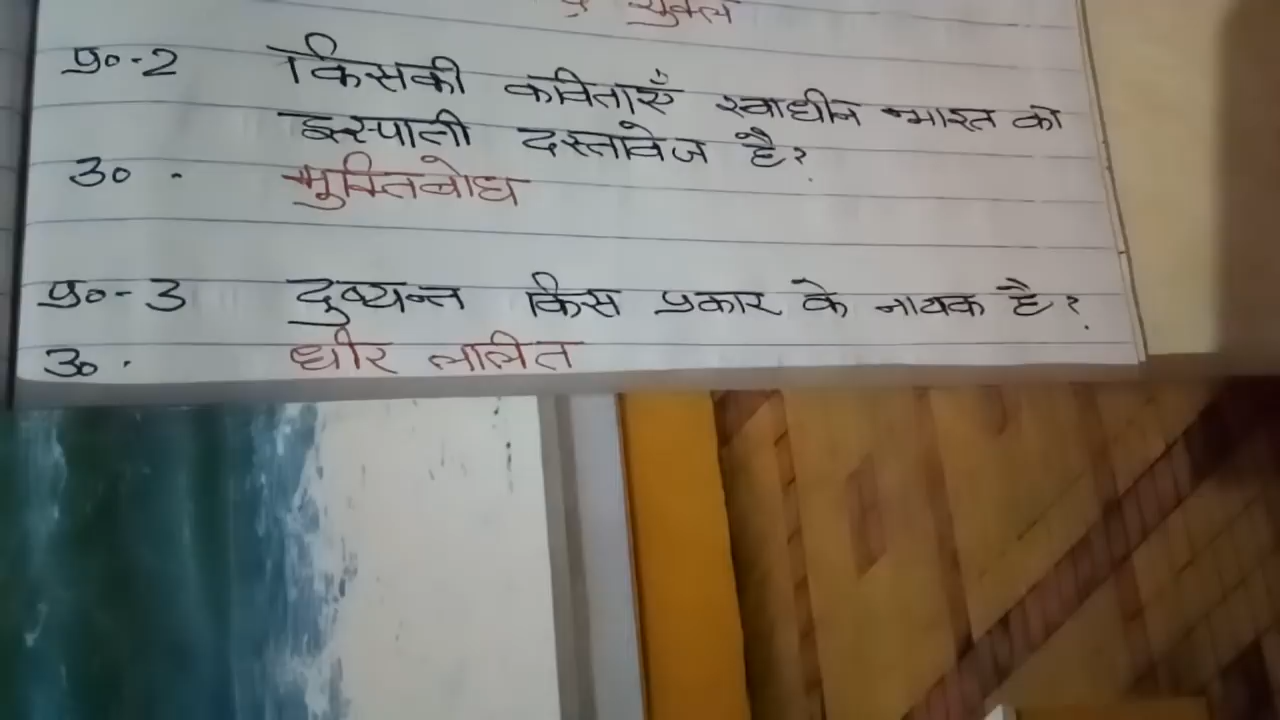 शुक्ल
प्र०-2 किसकी कविताएँ स्वाधीन भारत का
इस्पाती दस्तावेज है?
उ० . मुक्तिबोध
प्र०-3 दुष्यन्त किस प्रकार के नायक है?
उ० . धीर ललित